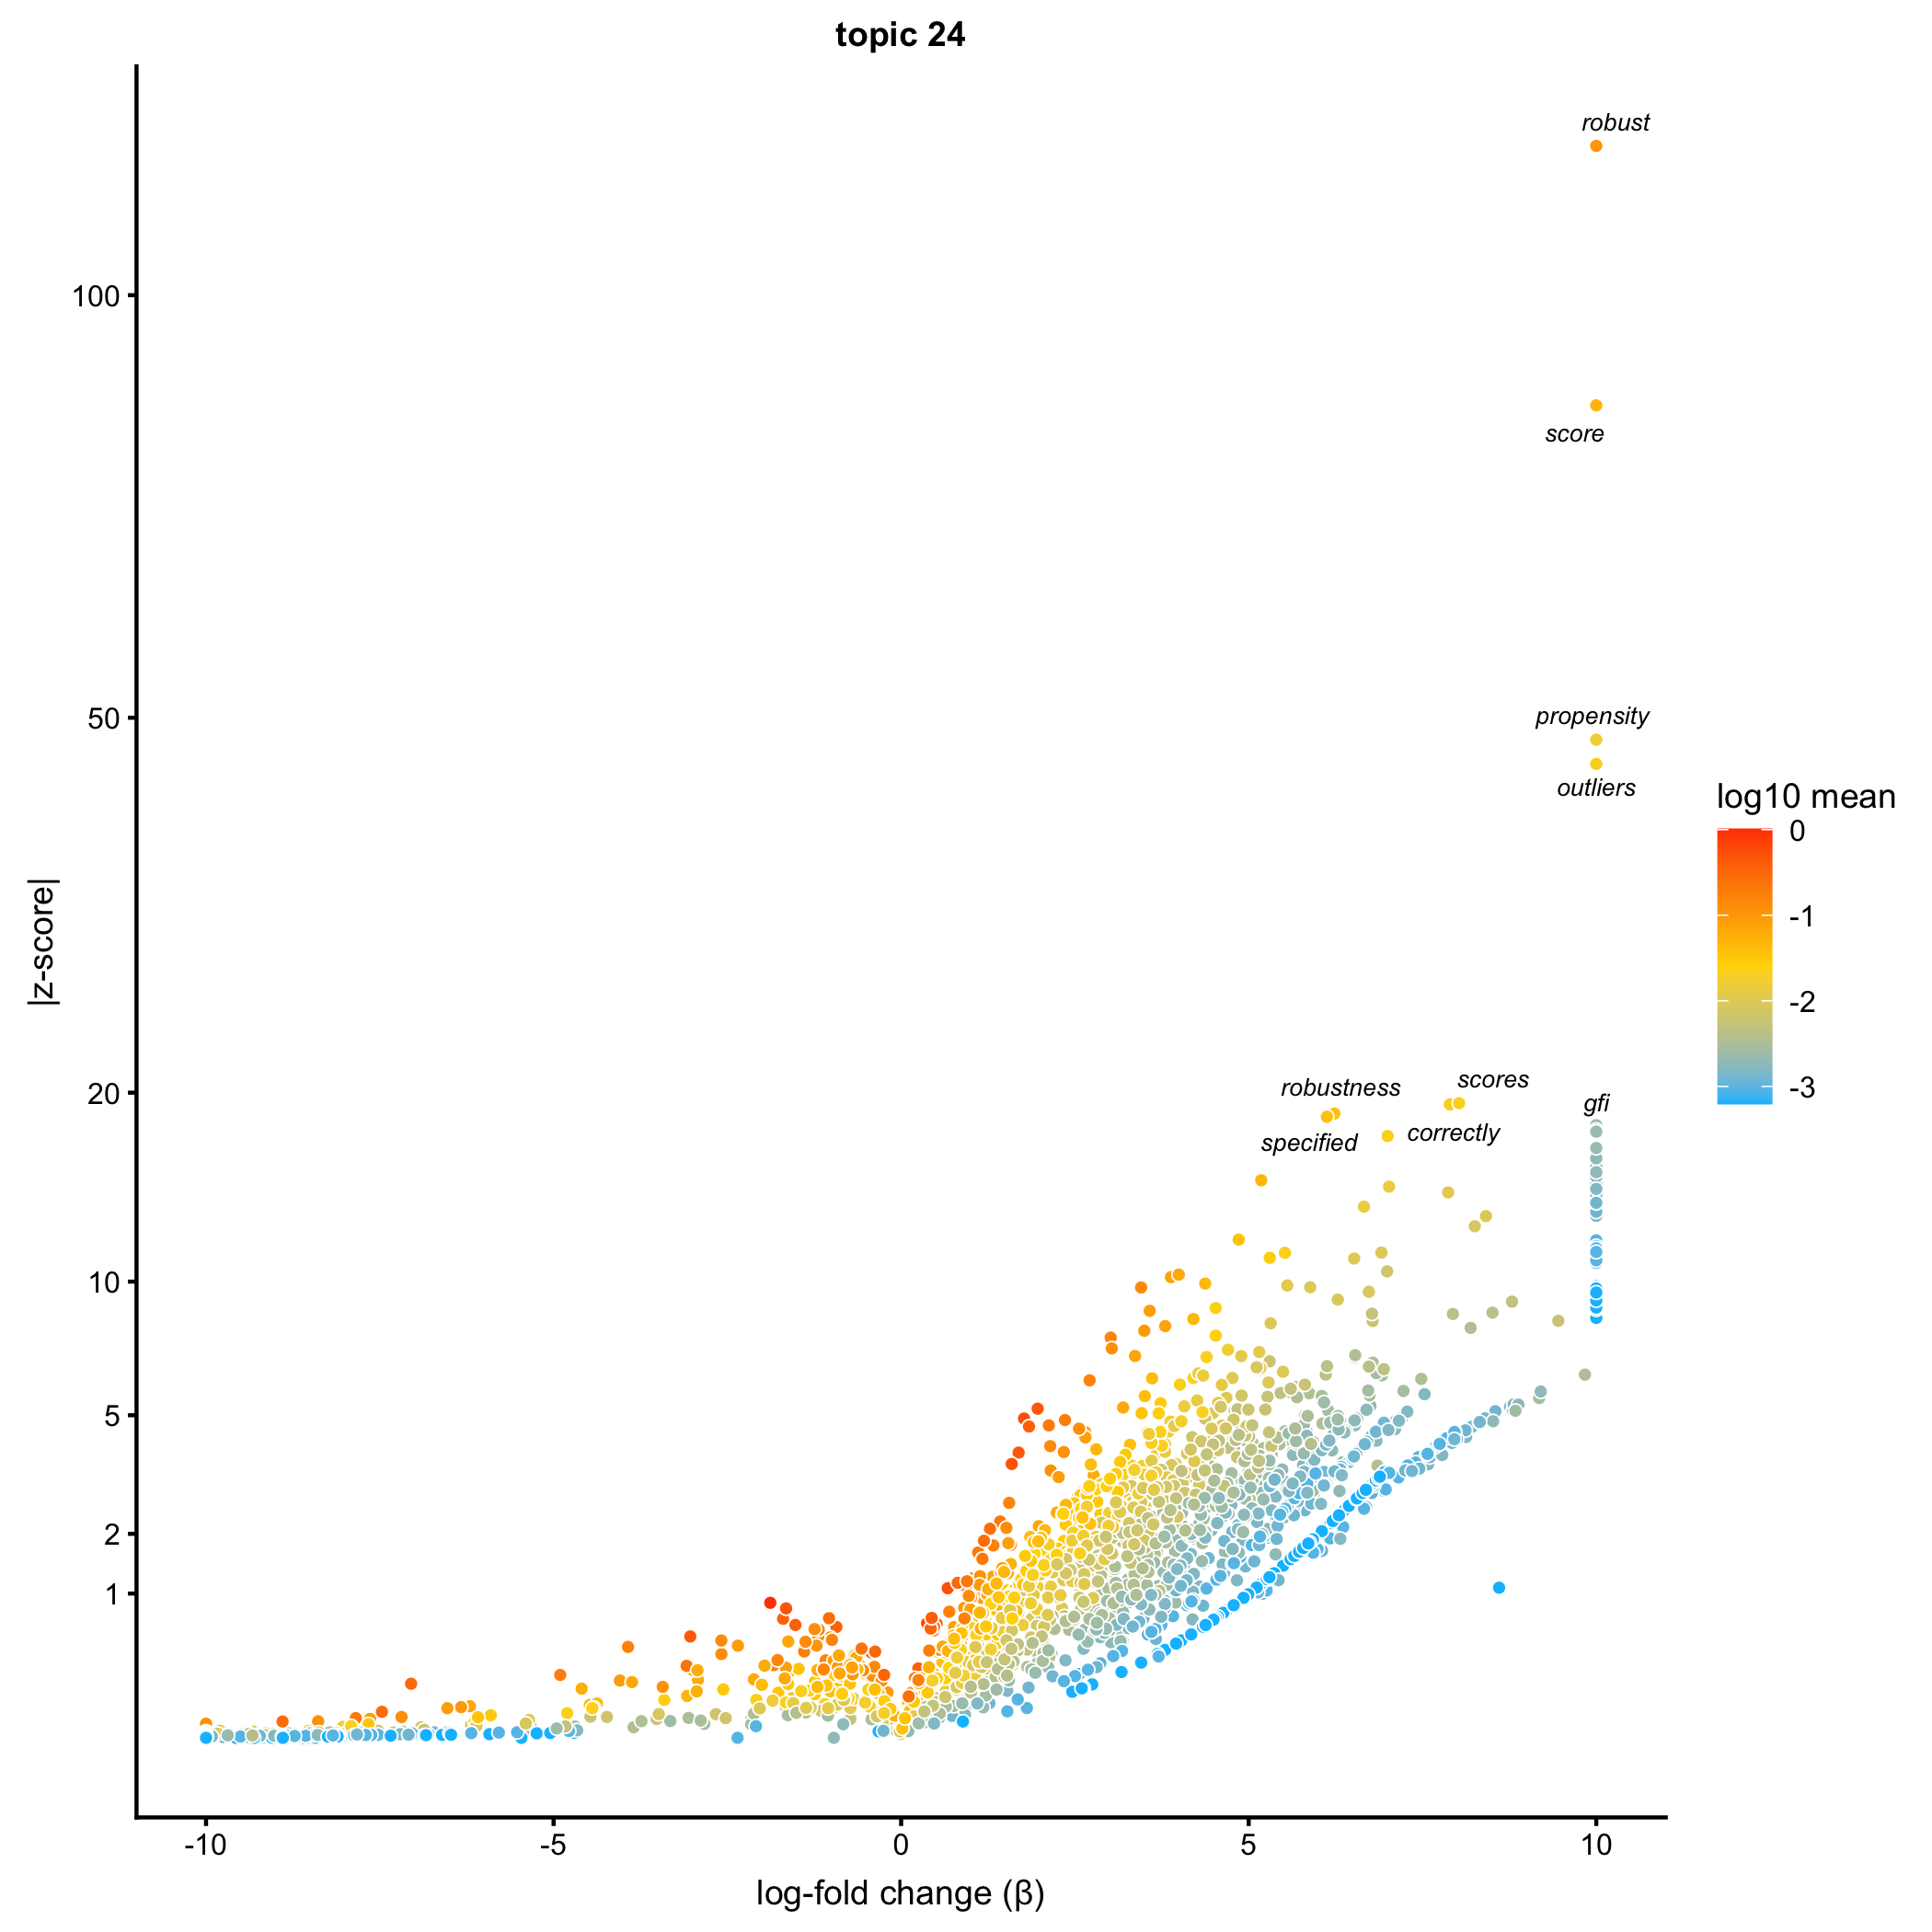 topic 24
robust
100
score
propensity
50
outliers
log10 mean
0
-1
-2
-3
|z-score|
scores
robustness
20
gfi
correctly
specified
10
5
2
1
-10
-5
0
5
10
log-fold change (β)